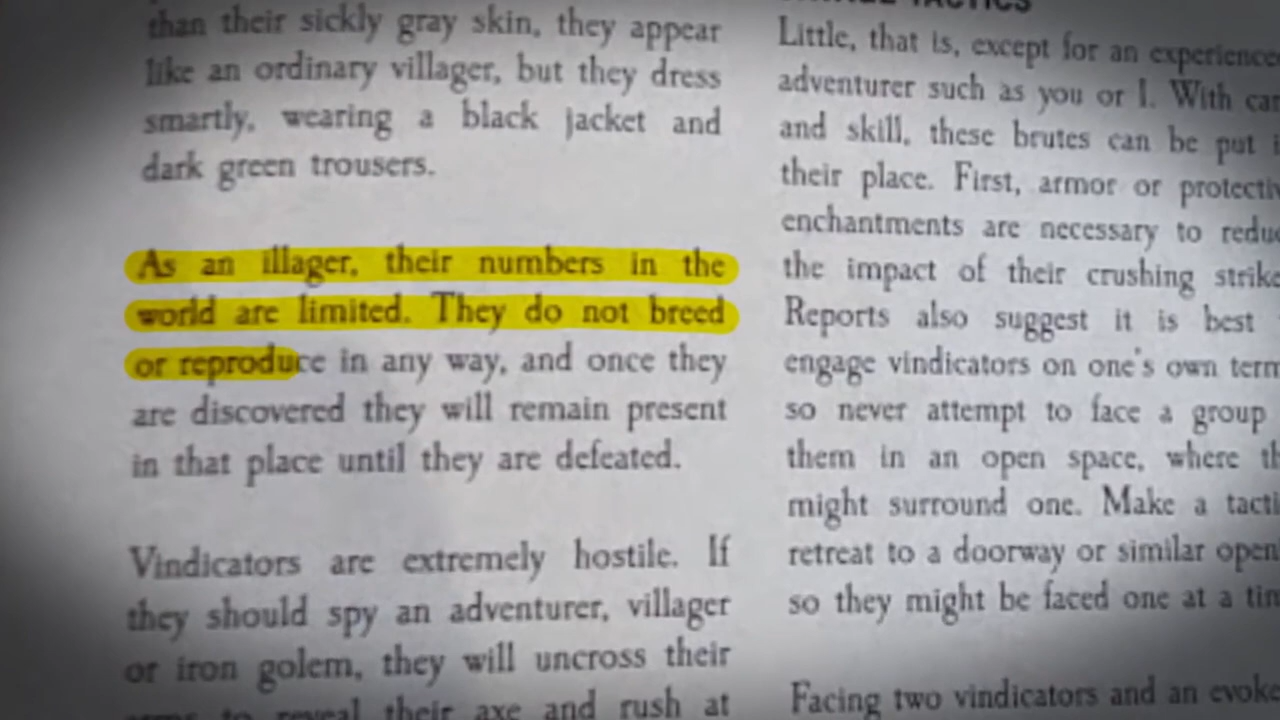 than their sickly gray skin, they appear
like an ordinary villager, but they dress
smartly, wearing a black jacket and
dark green trousers.
As an illager, their numbers in the
world are limited. They do not breed
or reproduce in any way, and once they
are discovered they will remain present
in that place until they are defeated.
Vindicators are extremely hostile. If
they should spy an adventurer, villager
or iron golem, they will uncross their
arms to reveal their axe and rush at
TACTICS
Little, that is, except for an experience
adventurer such as you or I. With car
and skill, these brutes can be put i
their place. First, armor or protectiv
enchantments are necessary to redu
the impact of their crushing strike
Reports also suggest it is best
engage vindicators on one's own term
so never attempt to face a group
them in an open space, where th
might surround one. Make a tacti
retreat to a doorway or similar open
so they might be faced one at a tim
Facing two vindicators and an evoke